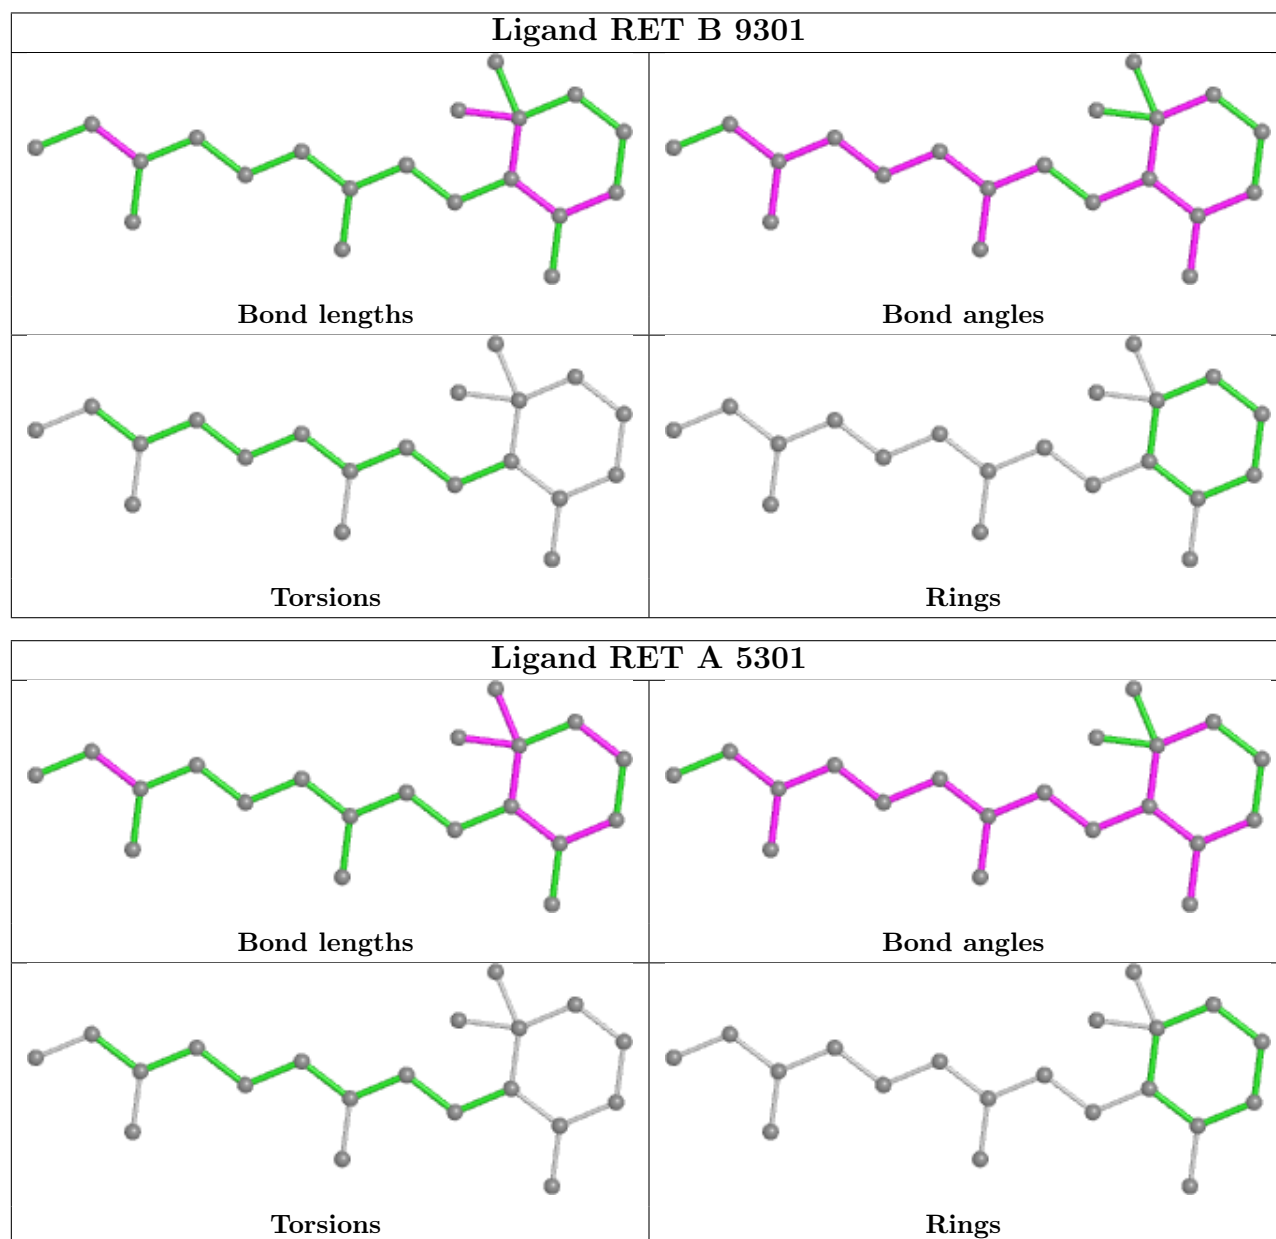 Ligand RET B 9301
Bond lengths
Bond angles
Torsions
Rings
Ligand RET A 5301
Bond lengths
Bond angles
Torsions
Rings